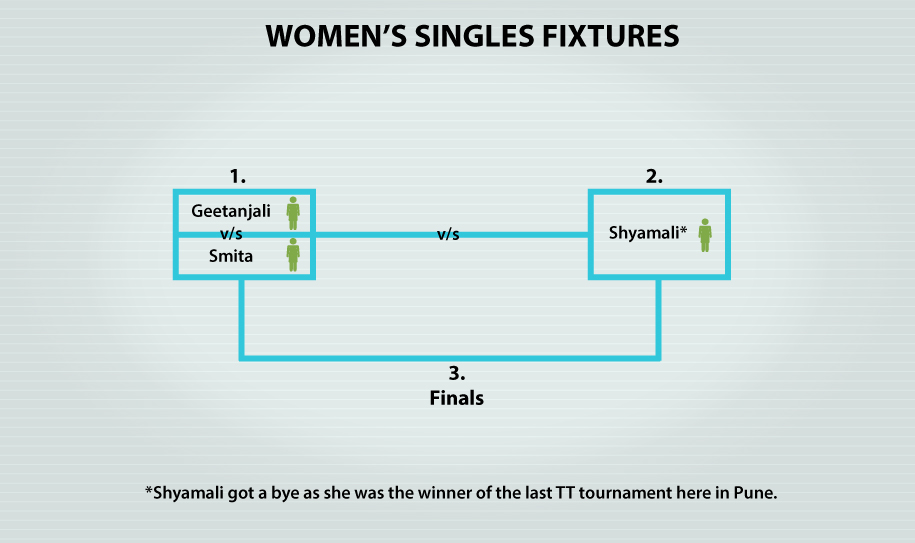 WOMEN’S SINGLES FIXTURES
1.
Geetanjali
v/s
Smita
v/s
2.
Shyamali*
3.
Finals
*Shyamali got a bye as she was the winner of the last TT tournament here in Pune.